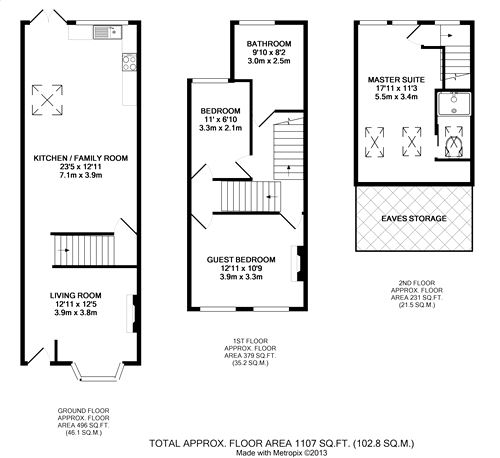 KITCHEN / FAMILY ROOM
23'5 x 12'11
7.1m x 3.9m
LIVING ROOM
12'11 x 12'5
3.9m x 3.8m
GROUND FLOOR
APPROX. FLOOR
AREA 496 SQ.FT.
(46.1 SQ.M.)
BATHROOM
9'10 x 8'2
3.0m x 2.5m
BEDROOM
11' x 6'10
3.3m x 2.1m
GUEST BEDROOM
12'11 x 10'9
3.9m x 3.3m
1ST FLOOR
APPROX. FLOOR
AREA 379 SQ.FT.
(35.2 SQ.M.)
MASTER SUITE
17'11 x 11'3
5.5m x 3.4m
EAVES STORAGE
2ND FLOOR
APPROX. FLOOR
AREA 231 SQ.FT.
(21.5 SQ.M.)
TOTAL APPROX. FLOOR AREA 1107 SQ.FT. (102.8 SQ.M.)
Made with Metropix ©2013